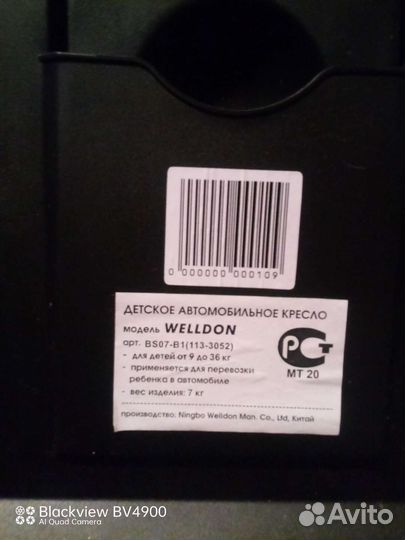 0 000000 000109
ДЕТСКОЕ АВТОМОБИЛЬНОЕ КРЕСЛО
модель WELLDON
арт. BS07-B1(113-3052)
- для детей от 9 до 36 кг
- применяется для перевозки
ребенка в автомобиле
- вес изделия: 7 кг
РСТ
МТ 20
производство: Ningbo Welldon Man. Co., Ltd, Китай
Blackview BV4900
AI Quad Camera
Avito